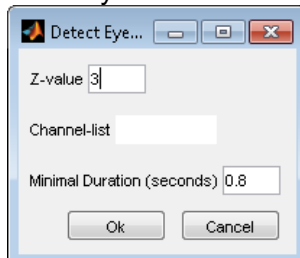 Detect Eye...
Z-value 3
Channel-list
Minimal Duration (seconds) 0.8
Ok Cancel